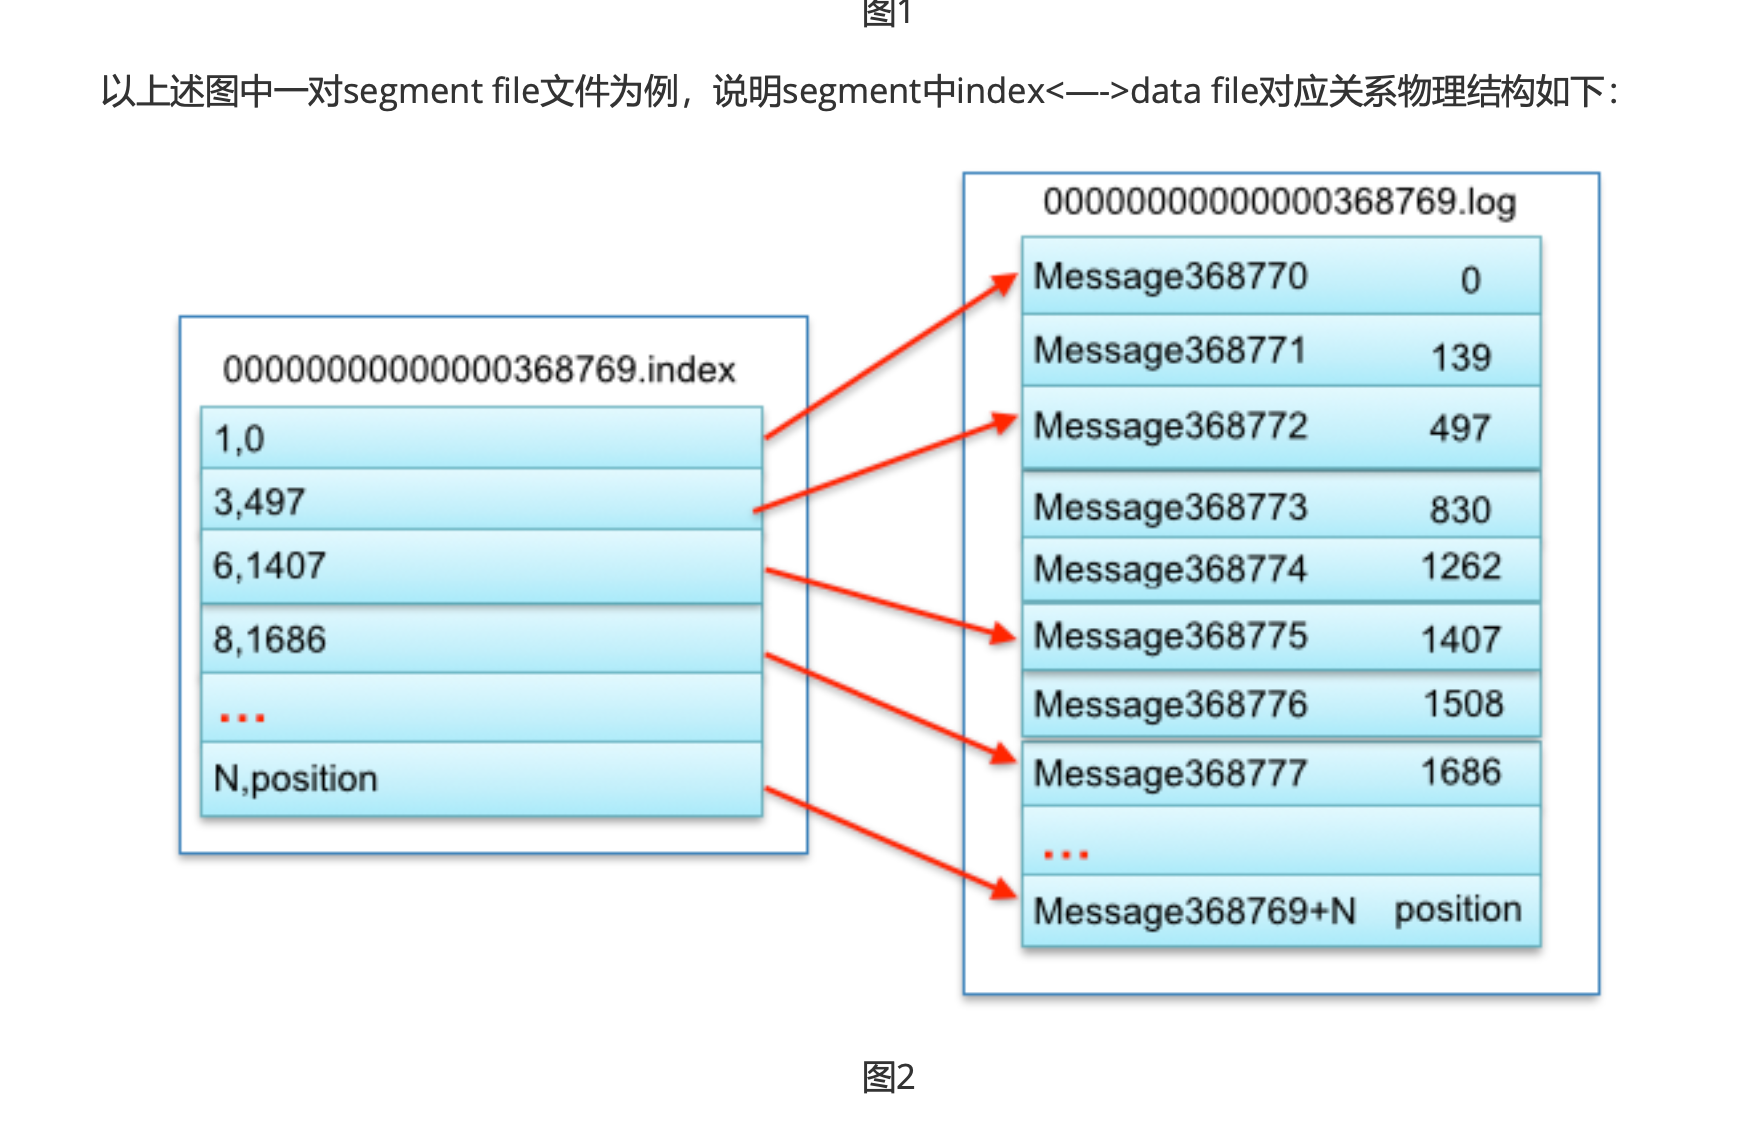 图1
以上述图中一对segment file文件为例，说明segment中index<—->data file对应关系物理结构如下：
00000000000000368769.index
1,0
3,497
6,1407
8,1686
...
N,position
00000000000000368769.log
Message368770 0
Message368771 139
Message368772 497
Message368773 830
Message368774 1262
Message368775 1407
Message368776 1508
Message368777 1686
...
Message368769+N position
图2